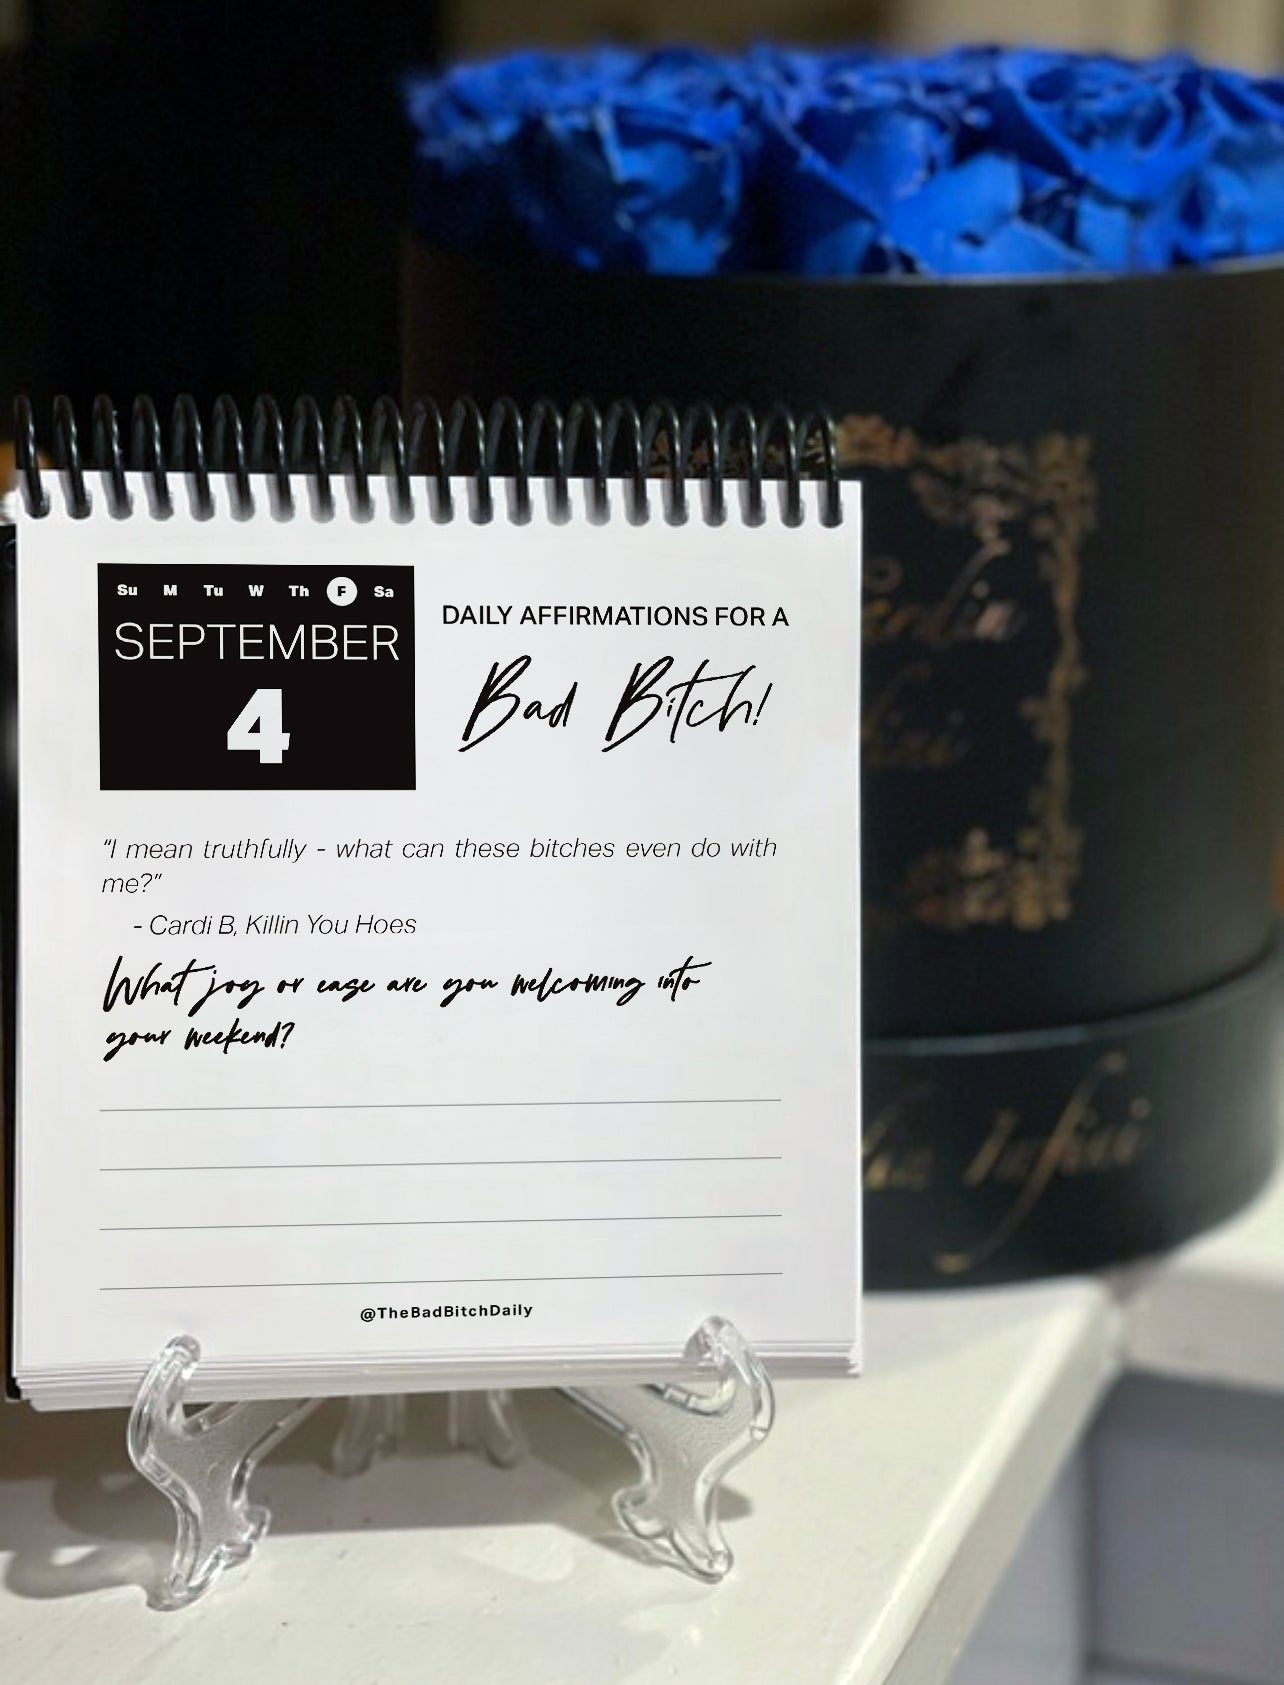 Su M Tu W Th F Sa
SEPTEMBER
4
DAILY AFFIRMATIONS FOR A
Bad Bitch!
"I mean truthfully - what can these bitches even do with
me?"
- Cardi B, Killin You Hoes
What joy or ease are you welcoming into
your weekend?
@TheBadBitchDaily